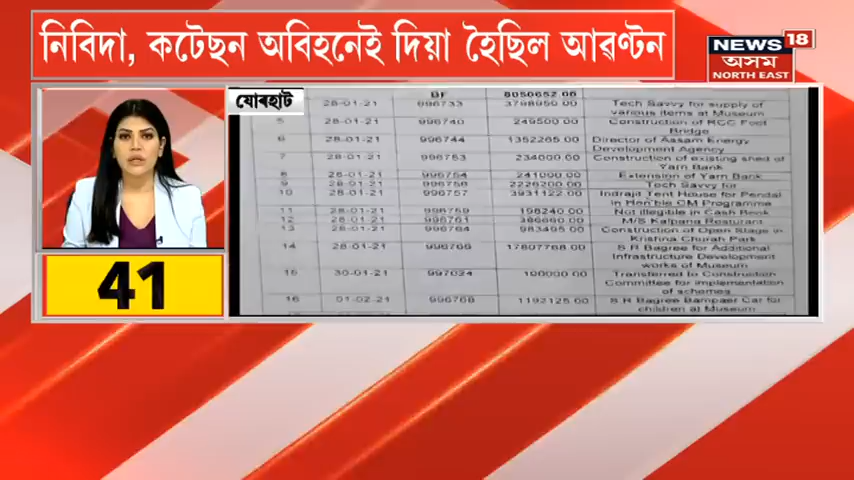 নিবিদা, কটেছন অবিহনেই দিয়া হৈছিল আৱণ্টন
NEWS 18
অসম
NORTH EAST
যোৰহাট
BF 8050652.00
28-01-21 996733 3798950.00 Tech Savvy for supply of
various items at Museum
5 28-01-21 996740 249500.00 Construction of RCC Foot
Bridge
6 28-01-21 996744 1352265.00 Director of Assam Energy
Development Agency
7 28-01-21 996753 234000.00 Construction of existing shed of
Yarn Bank
8 28-01-21 996754 241000.00 Extension of Yarn Bank
9 28-01-21 996756 2226200.00 Tech Savvy for
10 28-01-21 996757 3931122.00 Indrajit Tent House for Pendal
in Hon'ble CM Programme
11 28-01-21 996759 198240.00 Not illegible in Cash Book
12 28-01-21 996761 M/S Kalpana Resturant
13 28-01-21 983495.00 Construction of Open Stage in
Krishna Churah Park
14 28-01-21 996766 17807768.00 S R Bagree for Additional
Infrastructure Development
works of Museum
15 30-01-21 997024 100000.00 Transferred to Construction
Committee for implementation
of schemes
16 01-02-21 996768 1192125.00 S R Bagree Bampaer Car for
children at Museum
41